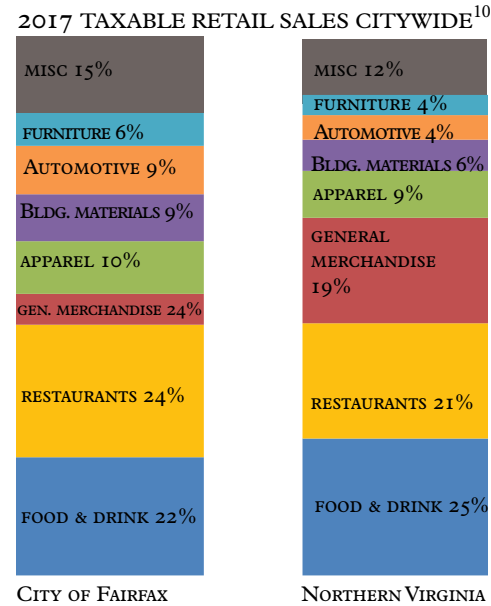 2017 TAXABLE RETAIL SALES CITYWIDE10
MISC 15%
FURNITURE 6%
AUTOMOTIVE 9%
BLDG. MATERIALS 9%
APPAREL 10%
GEN. MERCHANDISE 24%
RESTAURANTS 24%
FOOD & DRINK 22%
CITY OF FAIRFAX
MISC 12%
FURNITURE 4%
AUTOMOTIVE 4%
BLDG. MATERIALS 6%
APPAREL 9%
GENERAL
MERCHANDISE
19%
RESTAURANTS 21%
FOOD & DRINK 25%
NORTHERN VIRGINIA